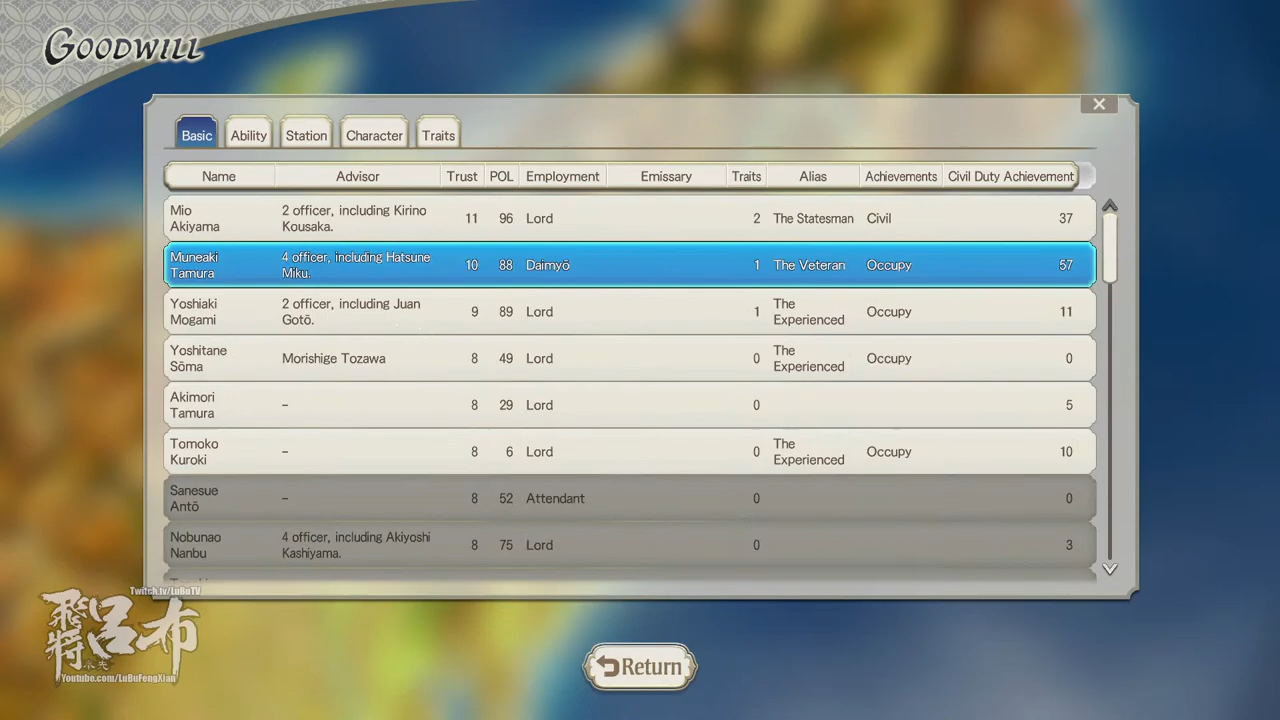 GOODWILL
Basic Ability Station Character Traits
Name Advisor Trust POL Employment Emissary Traits Alias Achievements Civil Duty Achievement
Mio Akiyama 2 officer, including Kirino Kousaka. 11 96 Lord 2 The Statesman Civil 37
Muneaki Tamura 4 officer, including Hatsune Miku. 10 88 Daimyō 1 The Veteran Occupy 57
Yoshiaki Mogami 2 officer, including Juan Gotō. 9 89 Lord 1 The Experienced Occupy 11
Yoshitane Sōma Morishige Tozawa 8 49 Lord 0 The Experienced Occupy 0
Akimori Tamura – 8 29 Lord 0 5
Tomoko Kuroki – 8 6 Lord 0 The Experienced Occupy 10
Sanesue Antō – 8 52 Attendant 0 0
Nobunao Nanbu 4 officer, including Akiyoshi Kashiyama. 8 75 Lord 0 3
Twitch.tv/LuBuTV
飛將呂布
Youtube.com/LuBuFengXian
Return